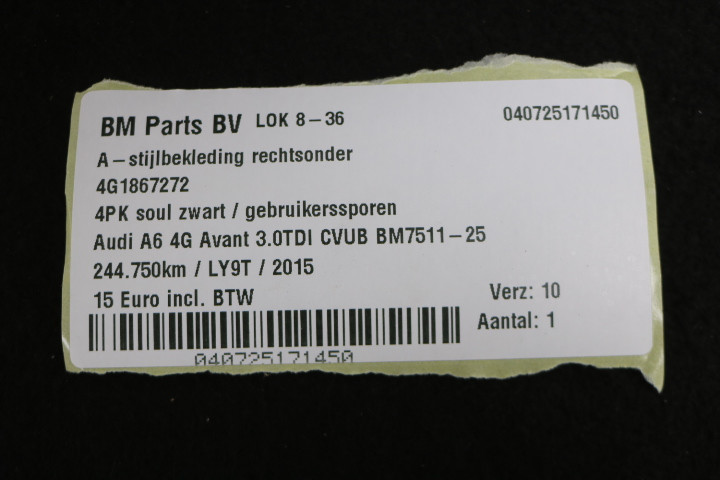 BM Parts BV LOK 8-36 040725171450
A-stijlbekleding rechtsonder
4G1867272
4PK soul zwart / gebruikerssporen
Audi A6 4G Avant 3.0TDI CVUB BM7511-25
244.750km / LY9T / 2015
15 Euro incl. BTW Verz: 10
Aantal: 1
040725171450